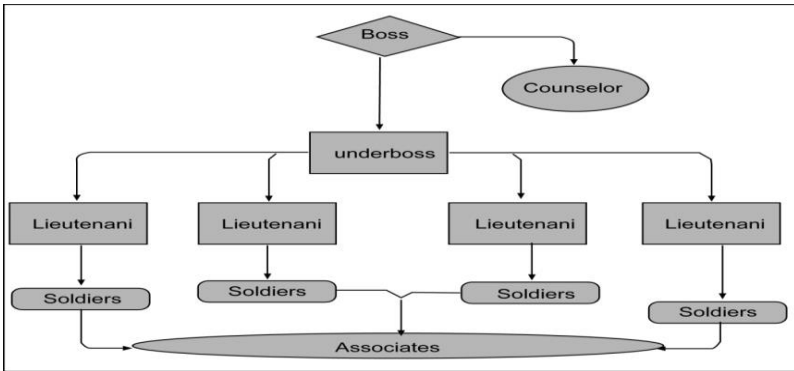 Boss
Counselor
underboss
Lieutenani
Lieutenani
Lieutenani
Lieutenani
Soldiers
Soldiers
Soldiers
Soldiers
Associates